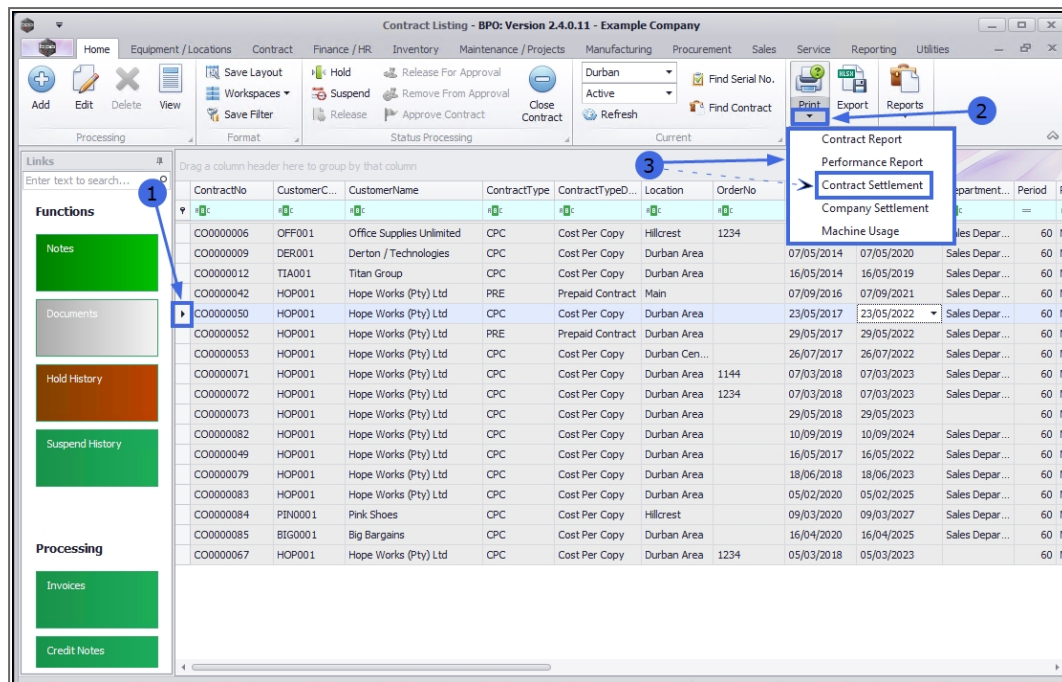 Contract Listing - BPO: Version 2.4.0.11 - Example Company
Home Equipment / Locations Contract Finance / HR Inventory Maintenance / Projects Manufacturing Procurement Sales Service Reporting Utilities
Add Edit Delete View
Save Layout
Workspaces
Save Filter
Hold
Suspend
Release
Release For Approval
Remove From Approval
Approve Contract
Close Contract
Durban
Active
Refresh
Find Serial No.
Find Contract
Print Export Reports
Processing Format Status Processing Current
2
Contract Report
Performance Report
Contract Settlement
Company Settlement
Machine Usage
3
1
Links
Enter text to search...
Functions
Notes
Documents
Hold History
Suspend History
Processing
Invoices
Credit Notes
Drag a column header here to group by that column
ContractNo CustomerC... CustomerName ContractType ContractTypeD... Location OrderNo epartment... Period
CO0000006 OFF001 Office Supplies Unlimited CPC Cost Per Copy Hillcrest 1234 Sales Depar... 60
CO0000009 DER001 Derton / Technologies CPC Cost Per Copy Durban Area 07/05/2014 07/05/2020 Sales Depar... 60
CO0000012 TIA001 Titan Group CPC Cost Per Copy Durban Area 16/05/2014 16/05/2019 Sales Depar... 60
CO0000042 HOP001 Hope Works (Pty) Ltd PRE Prepaid Contract Main 07/09/2016 07/09/2021 Sales Depar... 60
CO0000050 HOP001 Hope Works (Pty) Ltd CPC Cost Per Copy Durban Area 23/05/2017 23/05/2022 Sales Depar... 60
CO0000052 HOP001 Hope Works (Pty) Ltd PRE Prepaid Contract Durban Area 29/05/2017 29/05/2022 Sales Depar... 60
CO0000053 HOP001 Hope Works (Pty) Ltd CPC Cost Per Copy Durban Cen... 26/07/2017 26/07/2022 Sales Depar... 60
CO0000071 HOP001 Hope Works (Pty) Ltd CPC Cost Per Copy Durban Area 1144 07/03/2018 07/03/2023 Sales Depar... 60
CO0000072 HOP001 Hope Works (Pty) Ltd CPC Cost Per Copy Durban Area 1234 07/03/2018 07/03/2023 Sales Depar... 60
CO0000073 HOP001 Hope Works (Pty) Ltd CPC Cost Per Copy Durban Area 29/05/2018 29/05/2023 60
CO0000082 HOP001 Hope Works (Pty) Ltd CPC Cost Per Copy Durban Area 10/09/2019 10/09/2024 Sales Depar... 60
CO0000049 HOP001 Hope Works (Pty) Ltd CPC Cost Per Copy Durban Area 16/05/2017 16/05/2022 Sales Depar... 60
CO0000079 HOP001 Hope Works (Pty) Ltd CPC Cost Per Copy Durban Area 18/06/2018 18/06/2023 Sales Depar... 60
CO0000083 HOP001 Hope Works (Pty) Ltd CPC Cost Per Copy Durban Area 05/02/2020 05/02/2025 Sales Depar... 60
CO0000084 PIN0001 Pink Shoes CPC Cost Per Copy Hillcrest 09/03/2020 09/03/2027 Sales Depar... 60
CO0000085 BIG0001 Big Bargains CPC Cost Per Copy Durban Area 16/04/2020 16/04/2025 Sales Depar... 60
CO0000067 HOP001 Hope Works (Pty) Ltd CPC Cost Per Copy Durban Area 1234 05/03/2018 05/03/2023 60